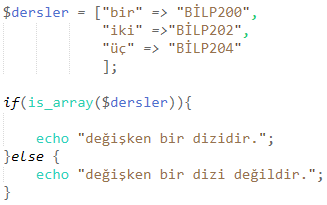 $dersler = ["bir" => "BİLP200",
"iki" =>"BİLP202",
"üç" => "BİLP204"
];
if(is_array($dersler)){
echo "değişken bir dizidir.";
}else {
echo "değişken bir dizi değildir.";
}